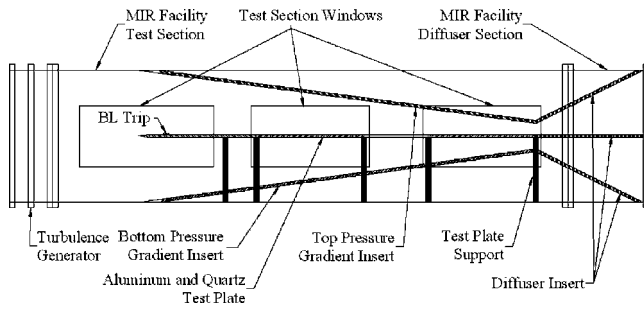 MIR Facility
Test Section
Test Section Windows
MIR Facility
Diffuser Section
BL Trip
Turbulence
Generator
Bottom Pressure
Gradient Insert
Aluminum and Quartz
Test Plate
Top Pressure
Gradient Insert
Test Plate
Support
Diffuser Insert